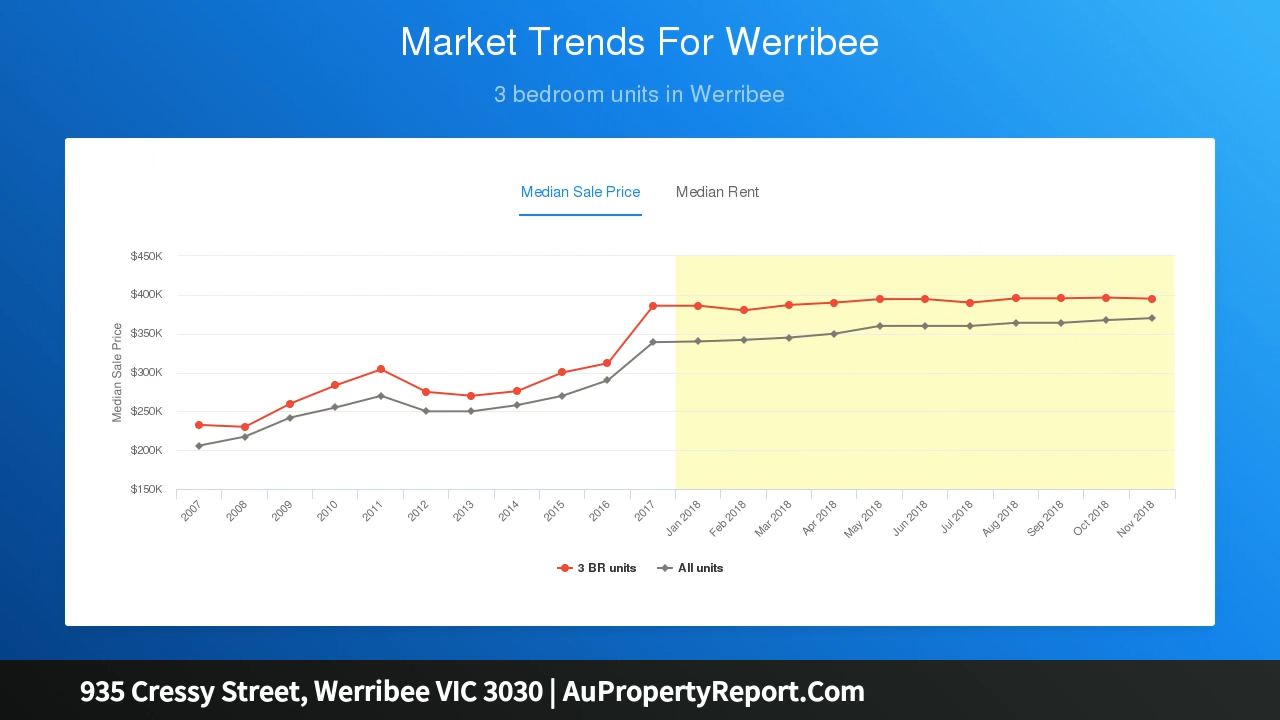 Market Trends For Werribee
3 bedroom units in Werribee
Median Sale Price
Median Rent
Median Sale Price
$450K
$400K
$350K
$300K
$250K
$200K
$150K
2007
2008
2009
2010
2011
2012
2013
2014
2015
2016
2017
Jan 2018
Feb 2018
Mar 2018
Apr 2018
May 2018
Jun 2018
Jul 2018
Aug 2018
Sep 2018
Oct 2018
Nov 2018
3 BR units
All units
935 Cressy Street, Werribee VIC 3030 | AuPropertyReport.Com